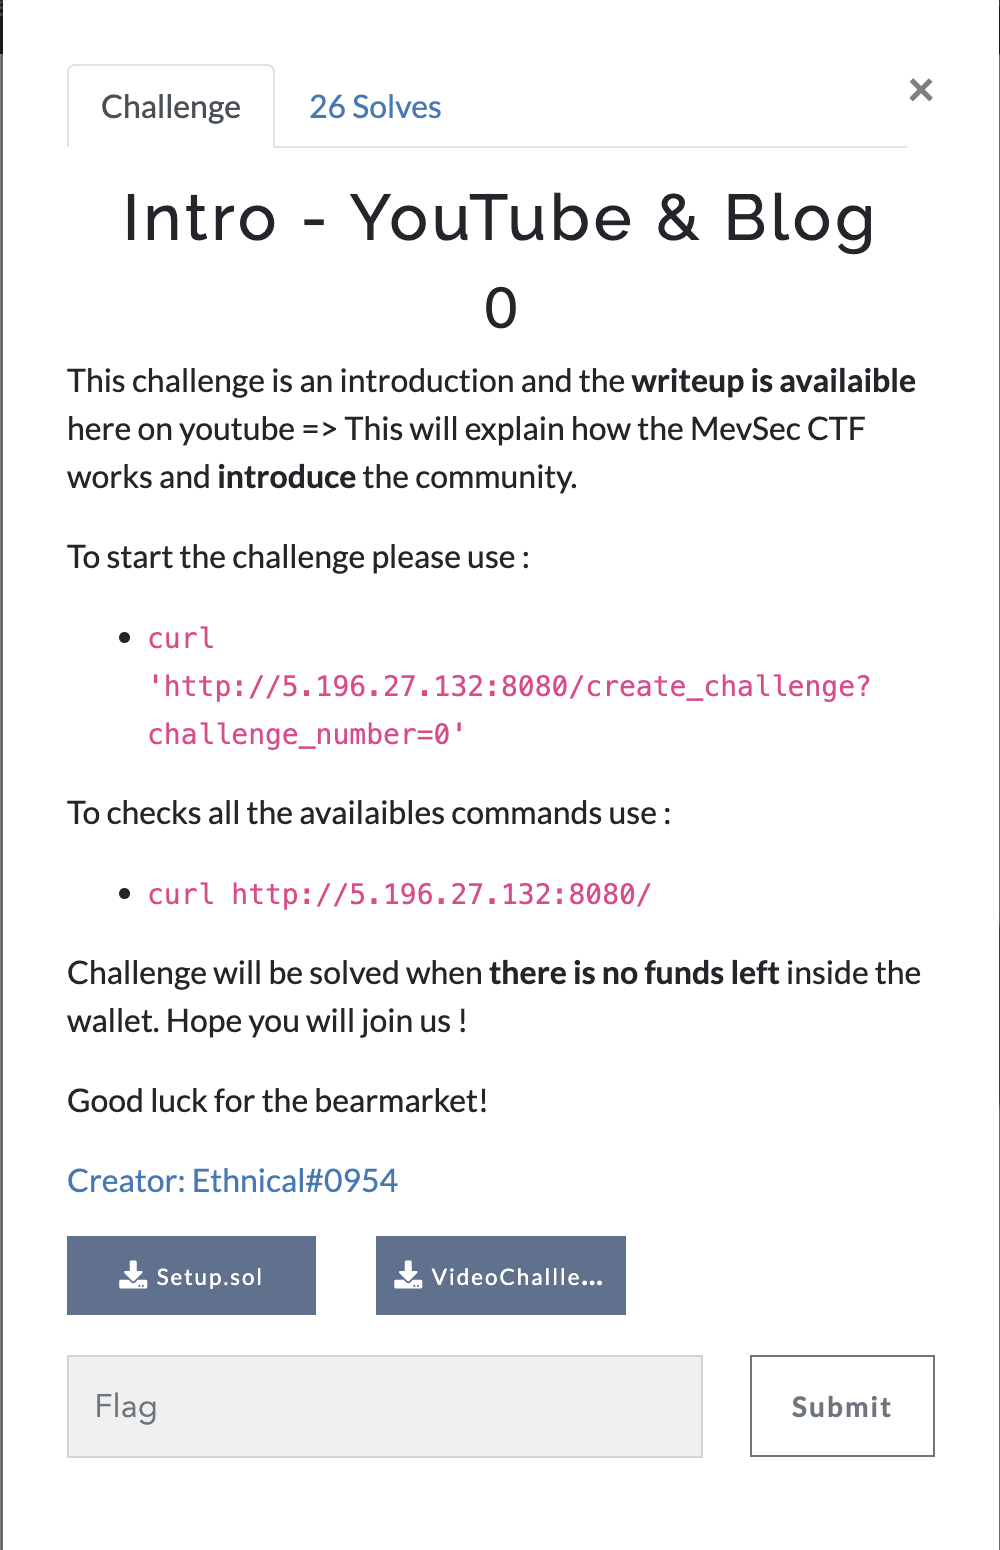 Challenge
26 Solves
×
Intro - YouTube & Blog
0
This challenge is an introduction and the writeup is availaible
here on youtube => This will explain how the MevSec CTF
works and introduce the community.
To start the challenge please use :
• curl
'http://5.196.27.132:8080/create_challenge?
challenge_number=0'
To checks all the availaibles commands use :
• curl http://5.196.27.132:8080/
Challenge will be solved when there is no funds left inside the
wallet. Hope you will join us !
Good luck for the bearmarket!
Creator: Ethnical#0954
Setup.sol
VideoChallle...
Flag
Submit